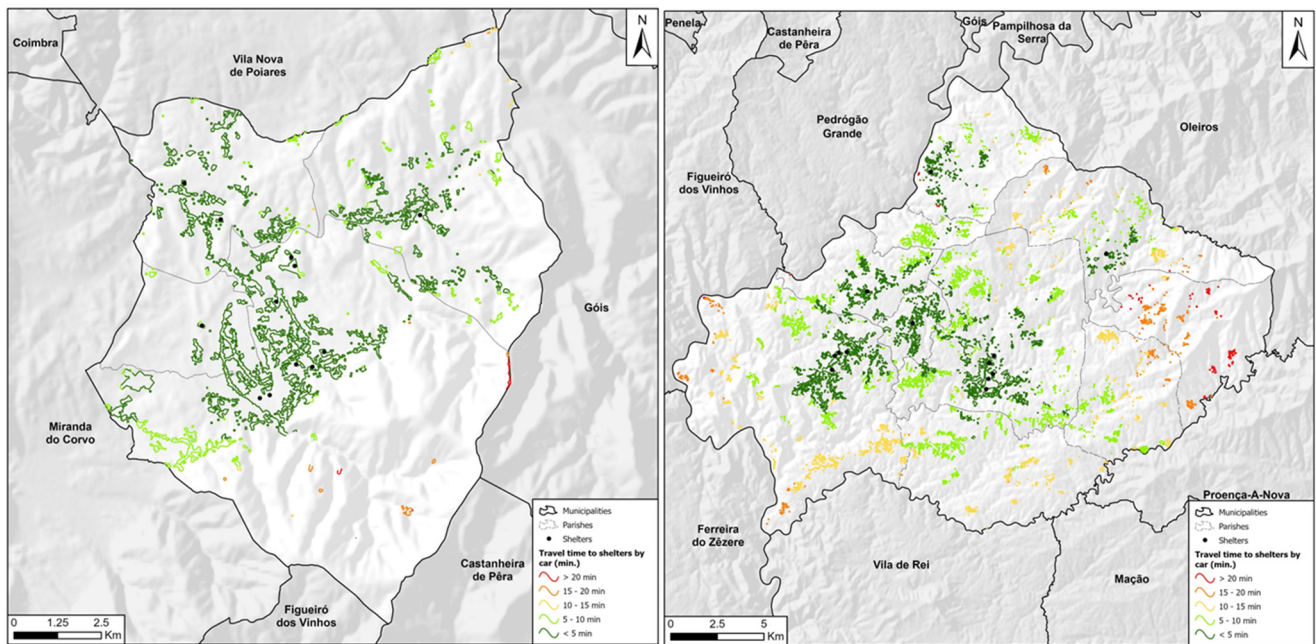 Coimbra
Vila Nova
de Poiares
N
Góis
Miranda
do Corvo
Castanheira
de Pêra
Figueiró
dos Vinhos
0 1.25 2.5
Km
Municipalities
Parishes
Shelters
Travel time to shelters by
car (min.)
> 20 min
15 - 20 min
10 - 15 min
5 - 10 min
< 5 min
Penela
Castanheira
de Pêra
Góis
Pampilhosa da
Serra
N
Pedrógão
Grande
Oleiros
Figueiró
dos Vinhos
Ferreira
do Zêzere
Vila de Rei
Mação
Proença-A-Nova
0 2.5 5
Km
Municipalities
Parishes
Shelters
Travel time to shelters by
car (min.)
> 20 min
15 - 20 min
10 - 15 min
5 - 10 min
< 5 min